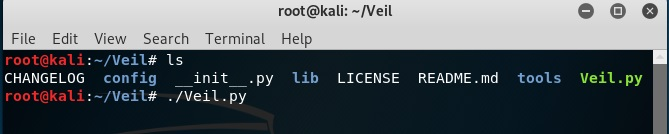 root@kali: ~/Veil
File Edit View Search Terminal Help
root@kali:~/Veil# ls
CHANGELOG config __init__.py lib LICENSE README.md tools Veil.py
root@kali:~/Veil# ./Veil.py